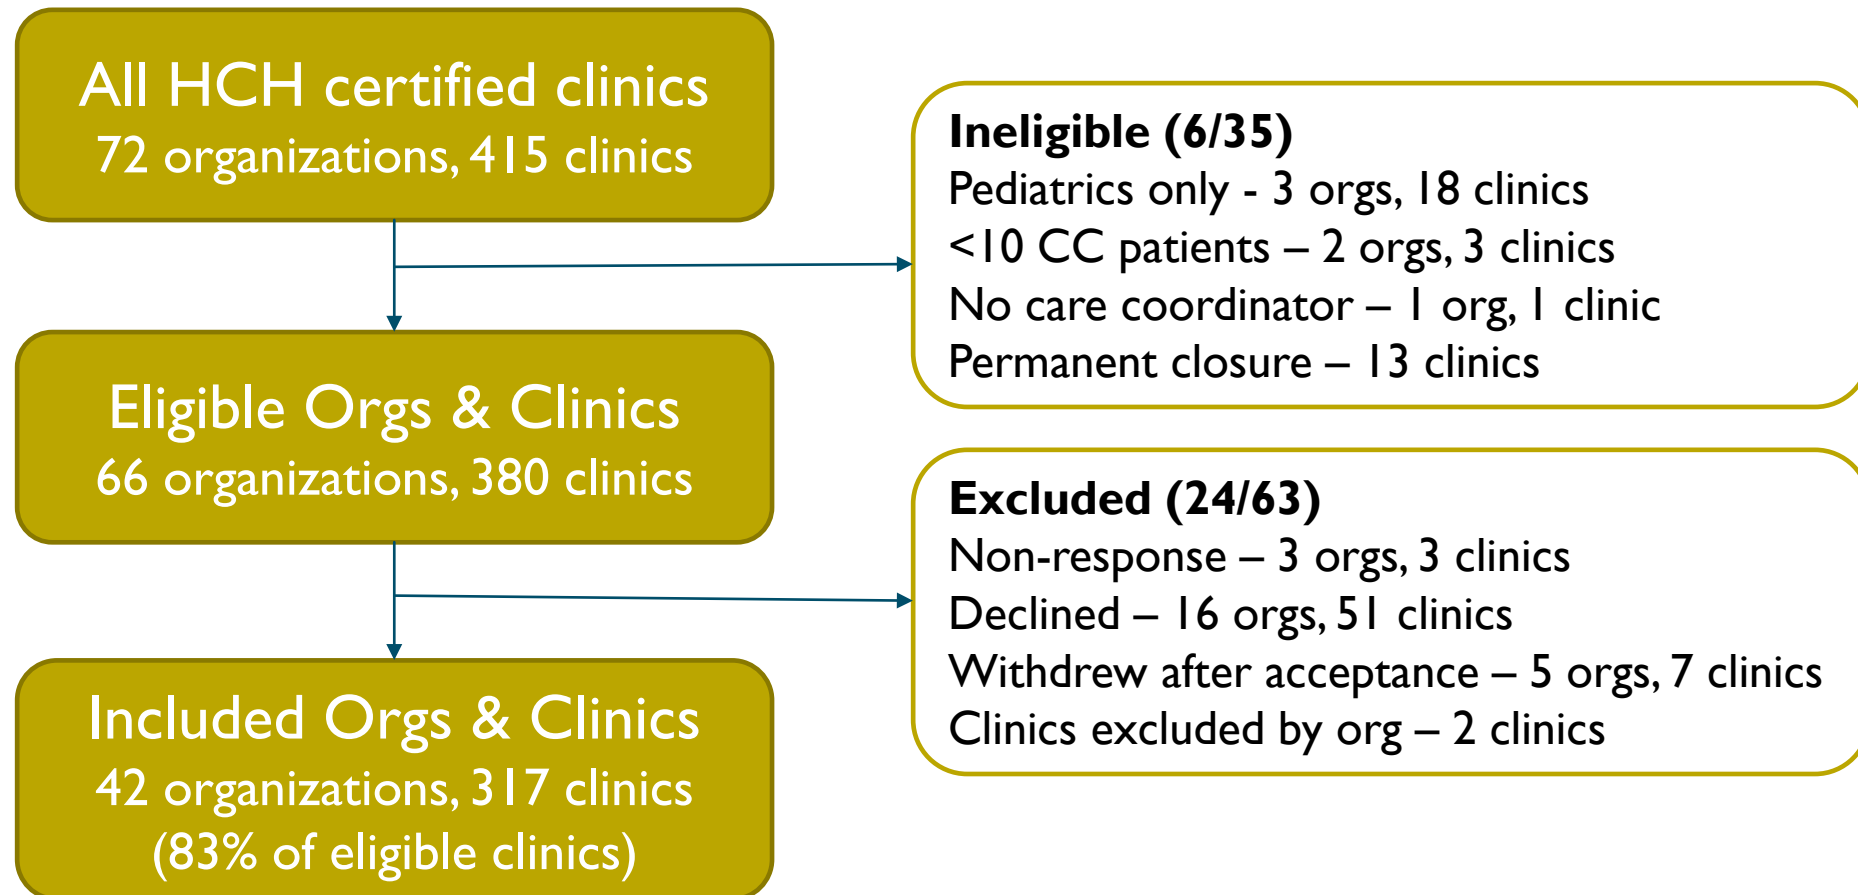 All HCH certified clinics
72 organizations, 415 clinics
Ineligible (6/35)
Pediatrics only - 3 orgs, 18 clinics
<10 CC patients – 2 orgs, 3 clinics
No care coordinator – 1 org, 1 clinic
Permanent closure – 13 clinics
Eligible Orgs & Clinics
66 organizations, 380 clinics
Excluded (24/63)
Non-response – 3 orgs, 3 clinics
Declined – 16 orgs, 51 clinics
Withdrew after acceptance – 5 orgs, 7 clinics
Clinics excluded by org – 2 clinics
Included Orgs & Clinics
42 organizations, 317 clinics
(83% of eligible clinics)